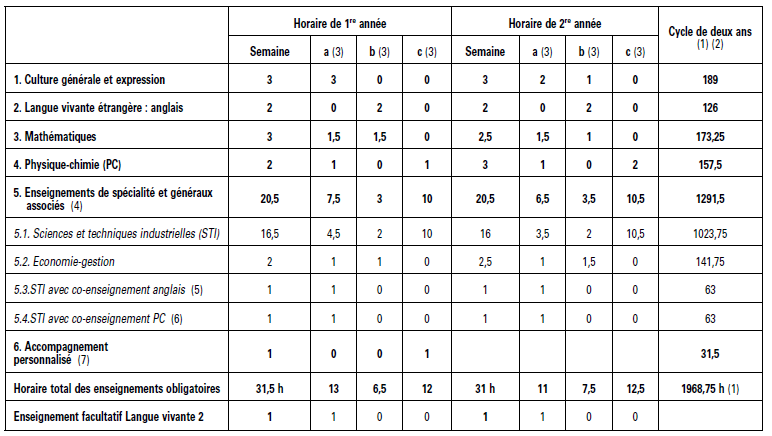 Horaire de 1re année Horaire de 2re année Cycle de deux ans
(1) (2)
Semaine a (3) b (3) c (3) Semaine a (3) b (3) c (3)
1. Culture générale et expression 3 3 0 0 3 2 1 0 189
2. Langue vivante étrangère : anglais 2 0 2 0 2 0 2 0 126
3. Mathématiques 3 1,5 1,5 0 2,5 1,5 1 0 173,25
4. Physique-chimie (PC) 2 1 0 1 3 1 0 2 157,5
5. Enseignements de spécialité et généraux
associés (4) 20,5 7,5 3 10 20,5 6,5 3,5 10,5 1291,5
5.1. Sciences et techniques industrielles (STI) 16,5 4,5 2 10 16 3,5 2 10,5 1023,75
5.2. Economie-gestion 2 1 1 0 2,5 1 1,5 0 141,75
5.3.STI avec co-enseignement anglais (5) 1 1 0 0 1 1 0 0 63
5.4.STI avec co-enseignement PC (6) 1 1 0 0 1 1 0 0 63
6. Accompagnement
personnalisé (7) 1 0 0 1 31,5
Horaire total des enseignements obligatoires 31,5 h 13 6,5 12 31 h 11 7,5 12,5 1968,75 h (1)
Enseignement facultatif Langue vivante 2 1 1 0 0 1 1 0 0